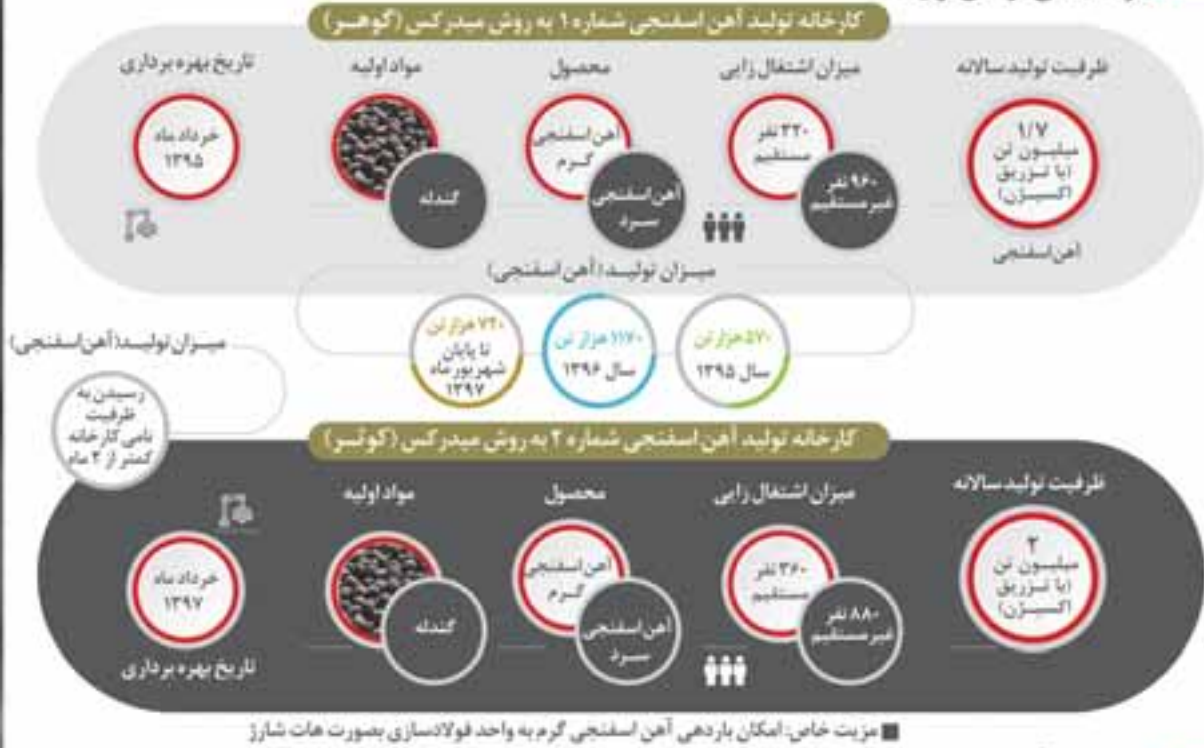 کارخانه تولید آهن اسفنجی شماره ۱ به روش میدرکس (گوهر)
ظرفیت تولید سالانه
۱/۷
میلیون تن
(با تزریق
اکسیژن)
آهن اسفنجی
میزان اشتغال زایی
۳۲۰ نفر
مستقیم
۹۶۰ نفر
غیر مستقیم
محصول
آهن اسفنجی
گرم
آهن اسفنجی
سرد
مواد اولیه
گندله
تاریخ بهره برداری
خرداد ماه
۱۳۹۵
میزان تولید (آهن اسفنجی)
۵۷۰ هزار تن
سال ۱۳۹۵
۱۱۷۰ هزار تن
سال ۱۳۹۶
۷۲۰ هزار تن
تا پایان
شهریور ماه
۱۳۹۷
میزان تولید (آهن اسفنجی)
رسیدن به
ظرفیت
نامی کارخانه
کمتر از ۲ ماه
کارخانه تولید آهن اسفنجی شماره ۲ به روش میدرکس (کوثر)
ظرفیت تولید سالانه
۲
میلیون تن
(با تزریق
اکسیژن)
میزان اشتغال زایی
۳۶۰ نفر
مستقیم
۸۸۰ نفر
غیر مستقیم
محصول
آهن اسفنجی
گرم
آهن اسفنجی
سرد
مواد اولیه
گندله
خرداد ماه
۱۳۹۷
تاریخ بهره برداری
مزیت خاص: امکان باردهی آهن اسفنجی گرم به واحد فولادسازی بصورت هات شارژ